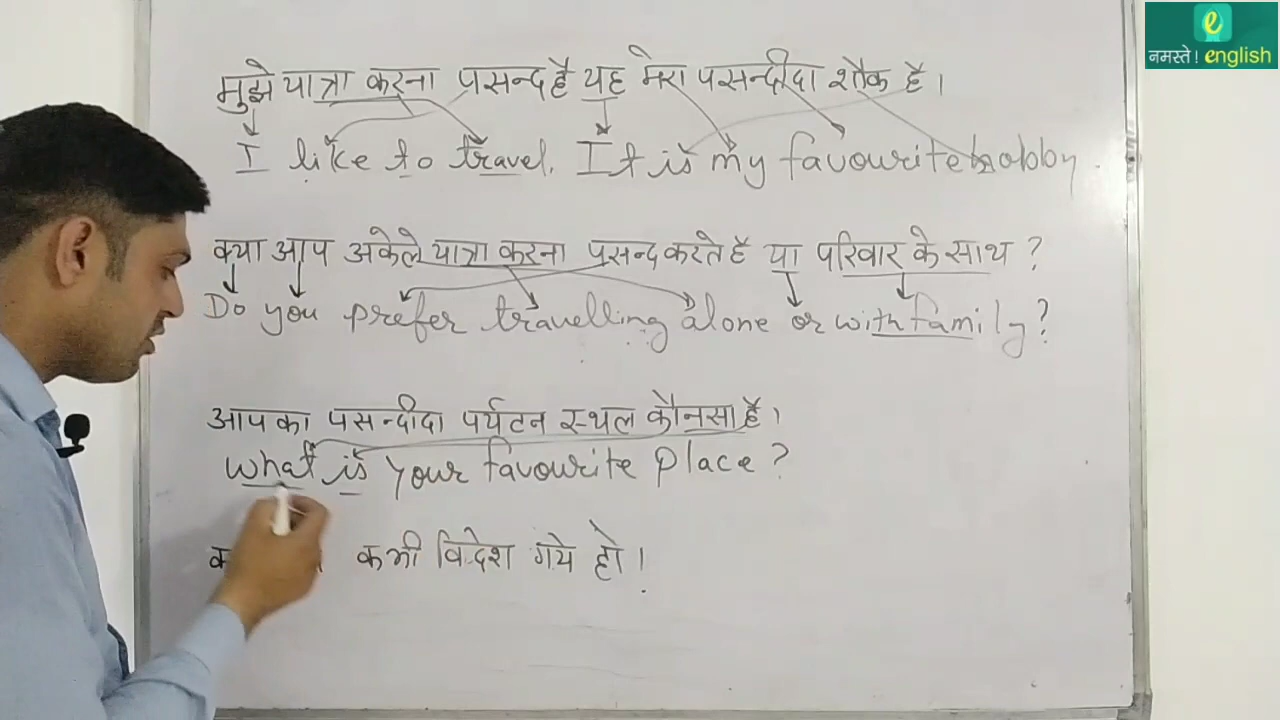 नमस्ते! english
मुझे यात्रा करना प्रसन्द है यह मेरा पसन्दीदा शौक है।
I like to travel. It is my favourite hobby.
क्या आप अकेले यात्रा करना प्रसन्द करते है या परिवार के साथ ?
Do you prefer travelling alone or with family?
आपका पसन्दीदा पर्यटन स्थल कौनसा है।
What is your favourite place?
कभी विदेश गये हो।